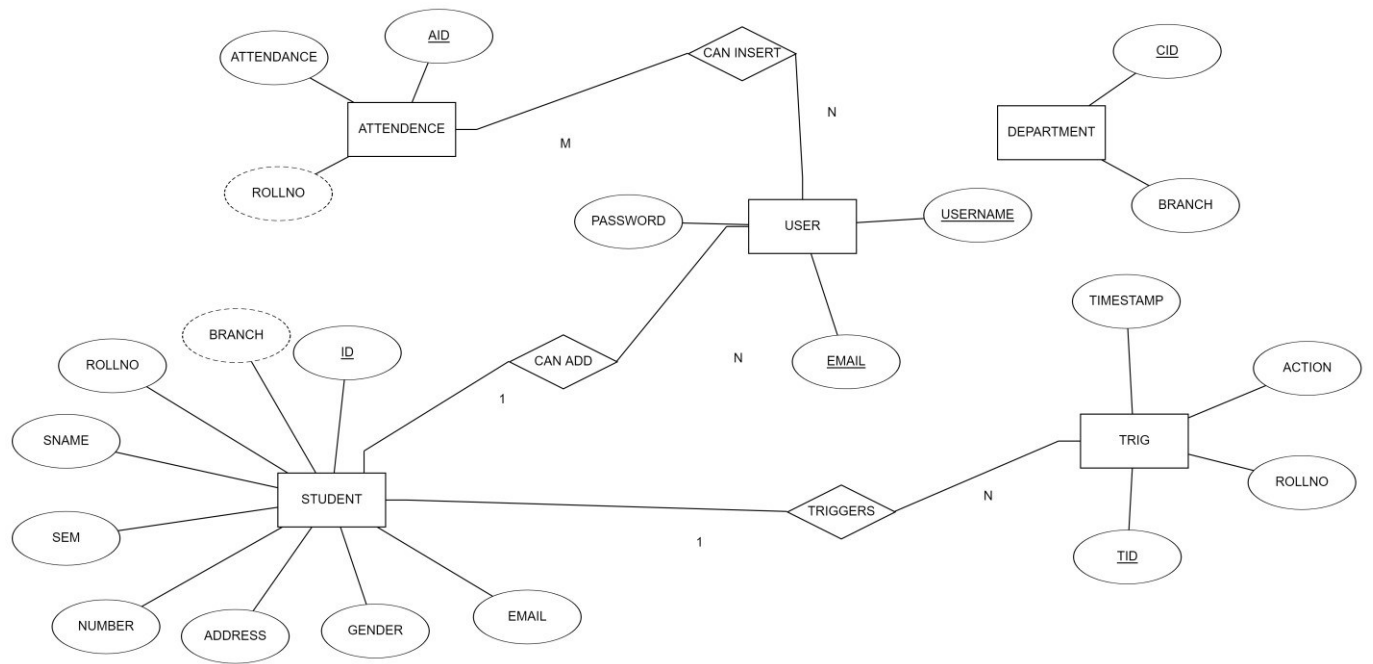 AID
CID
CAN INSERT
ATTENDANCE
N
ATTENDENCE
DEPARTMENT
M
ROLLNO
BRANCH
USERNAME
PASSWORD
USER
TIMESTAMP
BRANCH
ID
N
EMAIL
CAN ADD
ROLLNO
ACTION
1
SNAME
TRIG
ROLLNO
N
STUDENT
TRIGGERS
SEM
1
TID
EMAIL
NUMBER
ADDRESS
GENDER